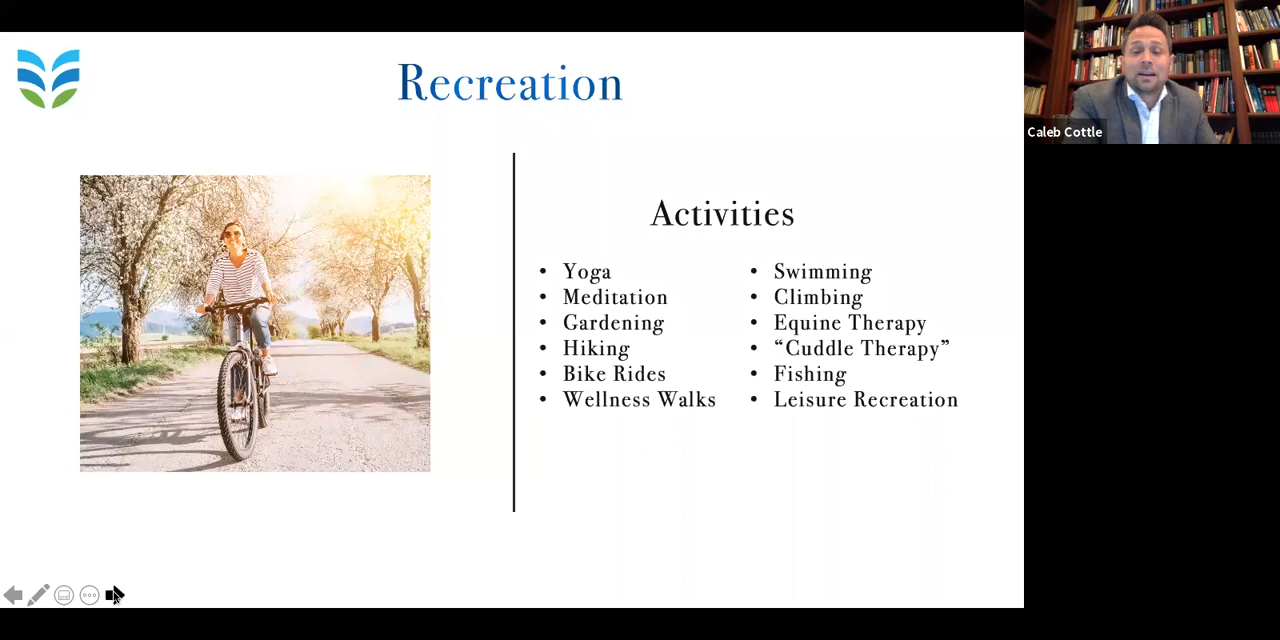 Recreation
Caleb Cottle
Activities
• Yoga
• Meditation
• Gardening
• Hiking
• Bike Rides
• Wellness Walks
• Swimming
• Climbing
• Equine Therapy
• “Cuddle Therapy”
• Fishing
• Leisure Recreation